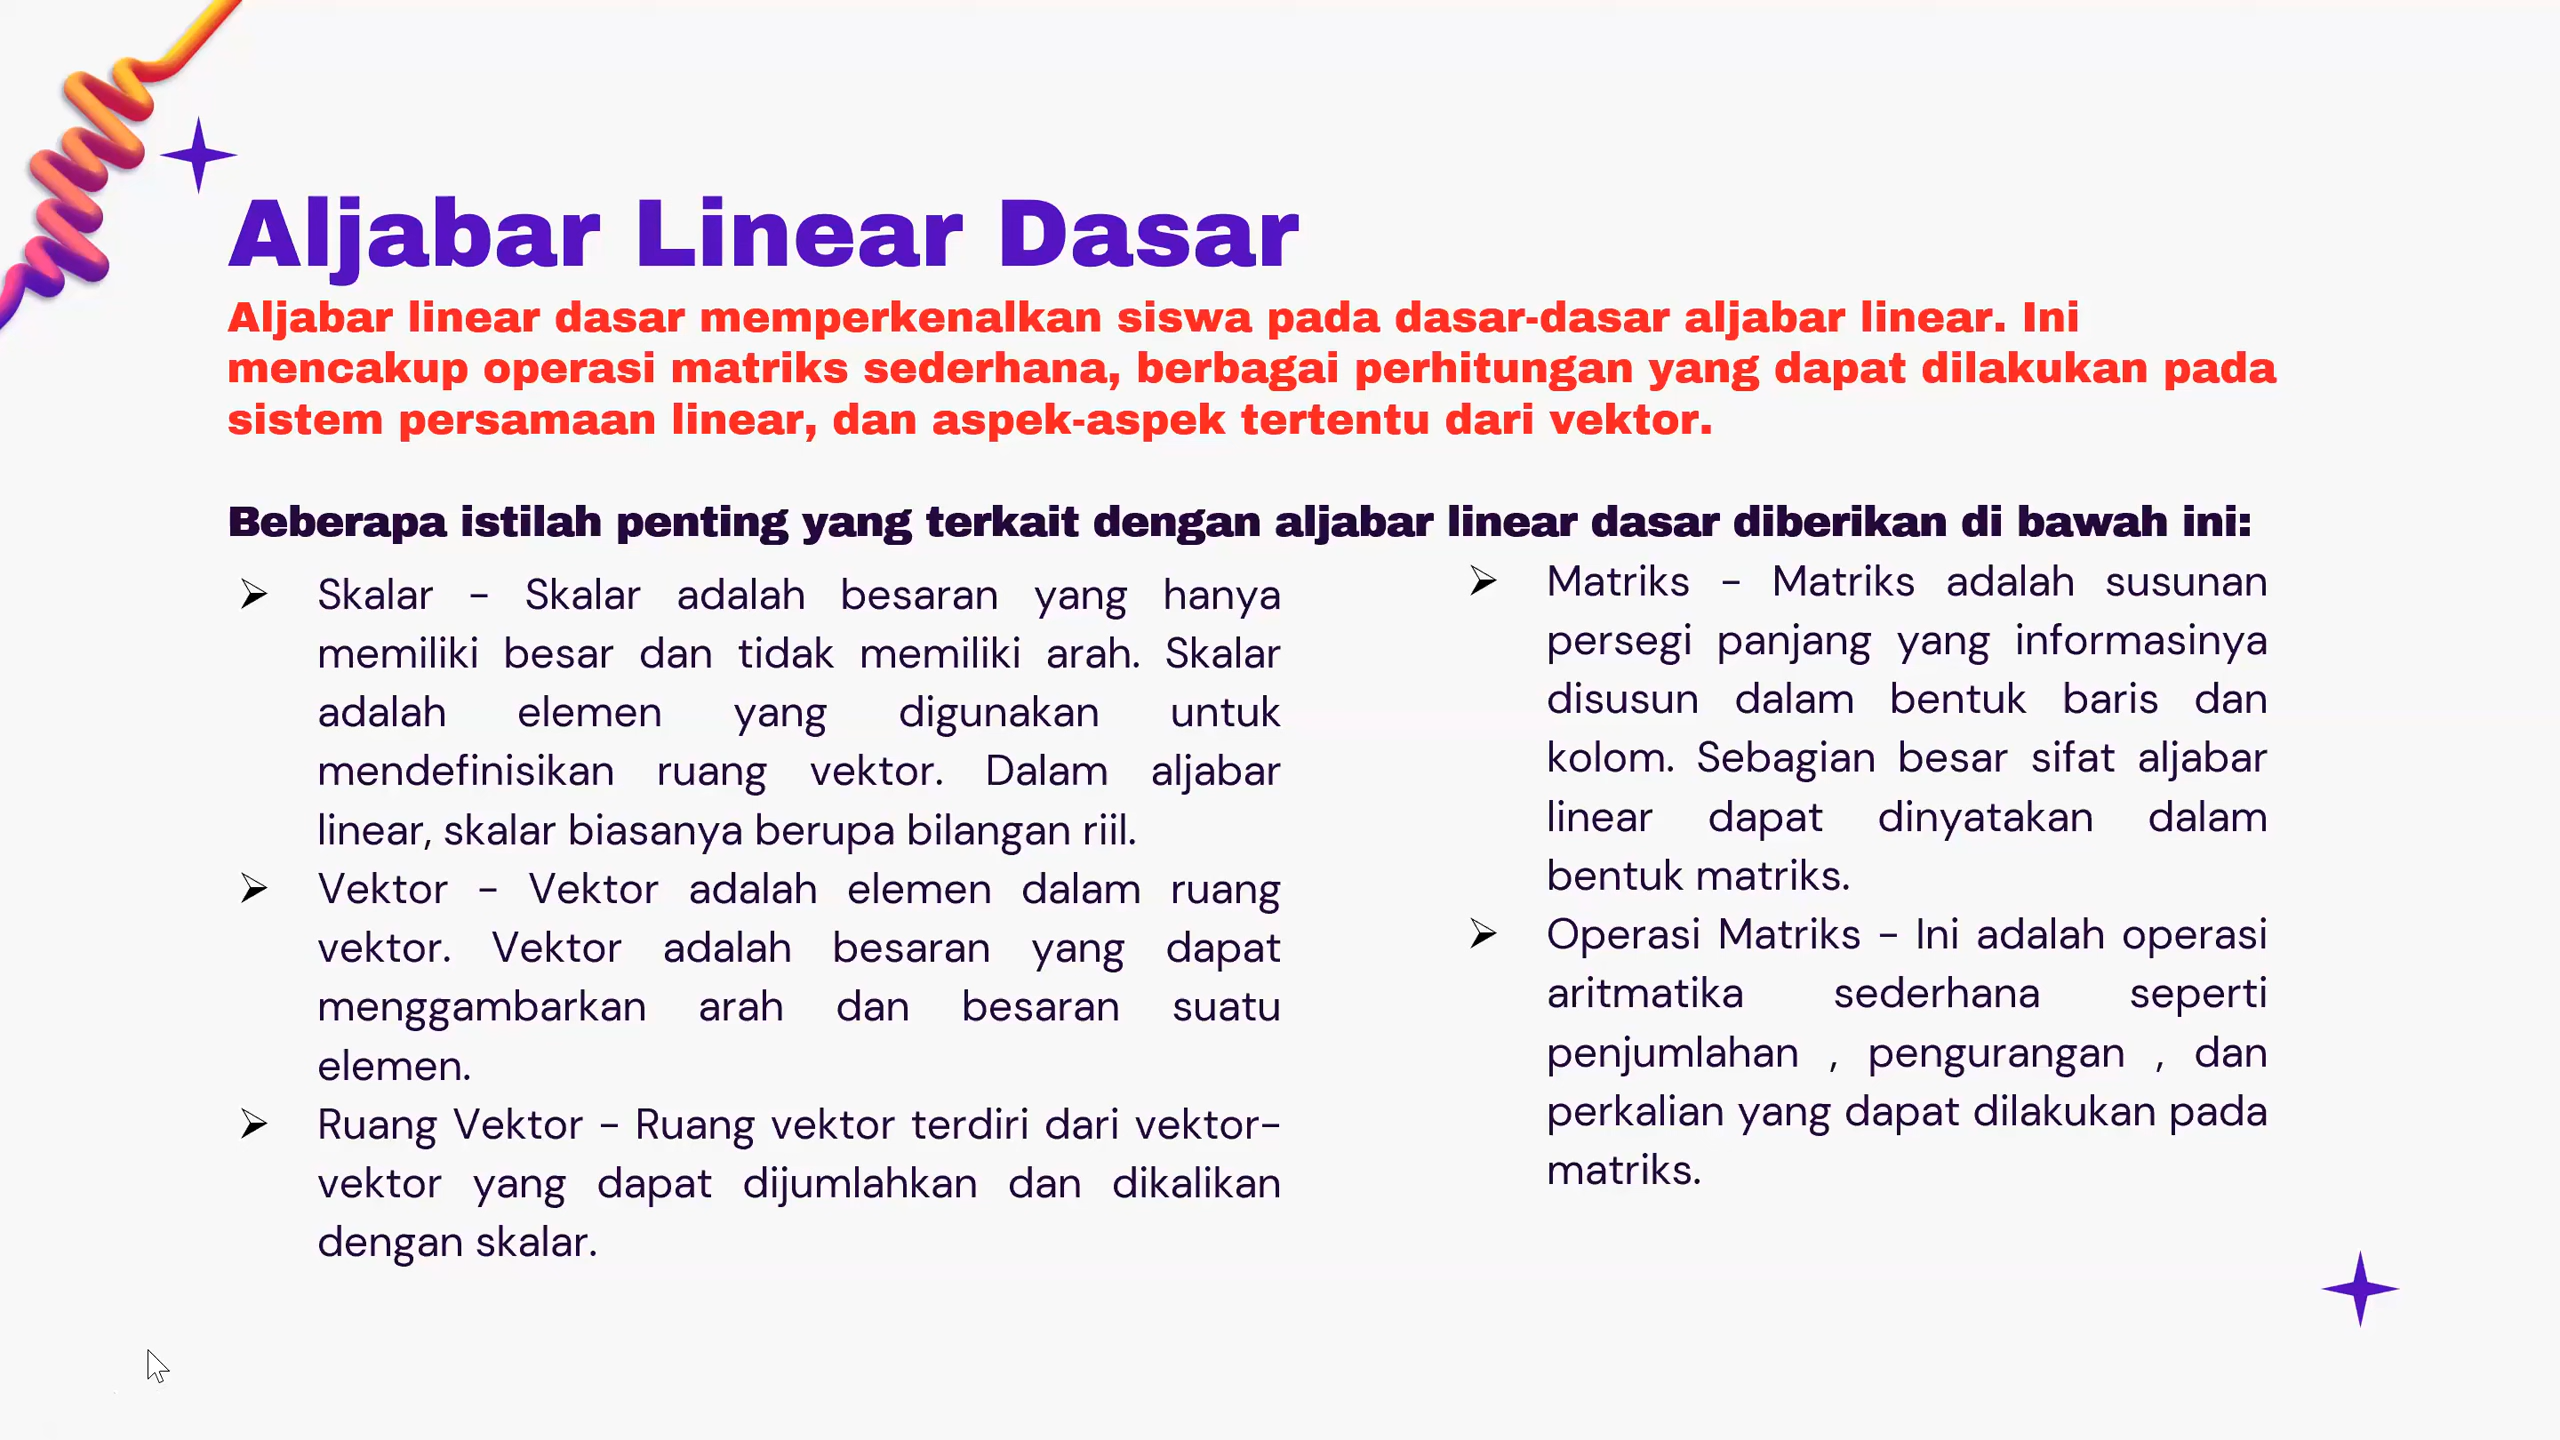 Aljabar Linear Dasar
Aljabar linear dasar memperkenalkan siswa pada dasar-dasar aljabar linear. Ini
mencakup operasi matriks sederhana, berbagai perhitungan yang dapat dilakukan pada
sistem persamaan linear, dan aspek-aspek tertentu dari vektor.
Beberapa istilah penting yang terkait dengan aljabar linear dasar diberikan di bawah ini:
➢ Skalar – Skalar adalah besaran yang hanya
memiliki besar dan tidak memiliki arah. Skalar
adalah elemen yang digunakan untuk
mendefinisikan ruang vektor. Dalam aljabar
linear, skalar biasanya berupa bilangan riil.
➢ Vektor – Vektor adalah elemen dalam ruang
vektor. Vektor adalah besaran yang dapat
menggambarkan arah dan besaran suatu
elemen.
➢ Ruang Vektor – Ruang vektor terdiri dari vektor-
vektor yang dapat dijumlahkan dan dikalikan
dengan skalar.
➢ Matriks – Matriks adalah susunan
persegi panjang yang informasinya
disusun dalam bentuk baris dan
kolom. Sebagian besar sifat aljabar
linear dapat dinyatakan dalam
bentuk matriks.
➢ Operasi Matriks – Ini adalah operasi
aritmatika sederhana seperti
penjumlahan , pengurangan , dan
perkalian yang dapat dilakukan pada
matriks.